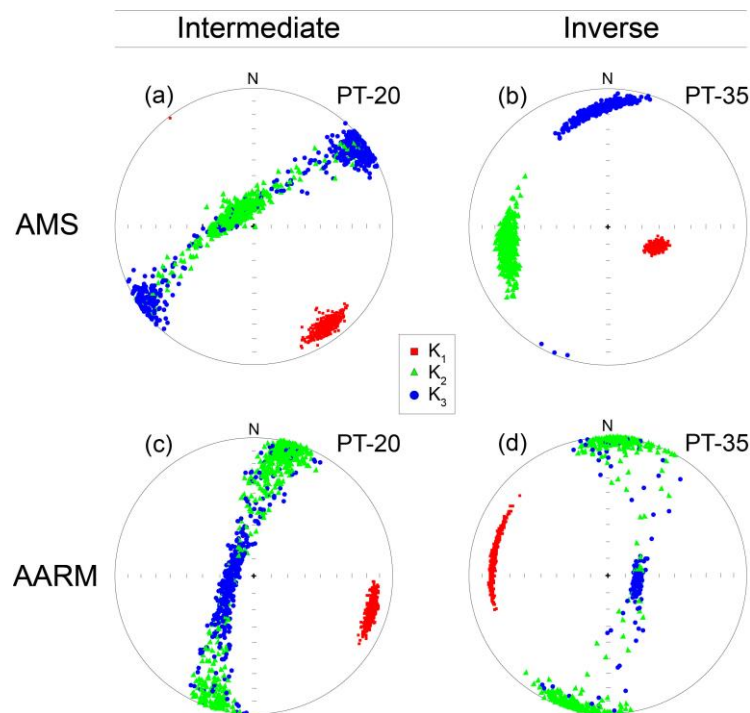 Intermediate Inverse
(a) N PT-20 (b) N PT-35
AMS
K₁
K₂
K₃
(c) N PT-20 (d) N PT-35
AARM